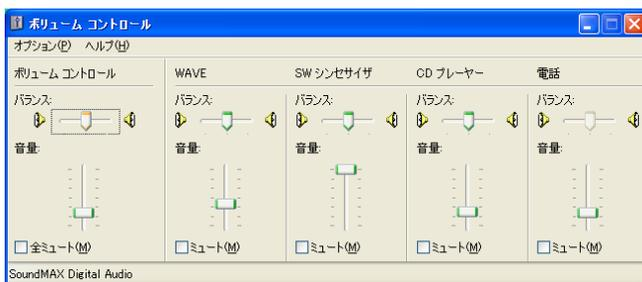 ボリューム コントロール
オプション(P) ヘルプ(H)
ボリューム コントロール WAVE SW シンセサイザ CD プレーヤー 電話
バランス: バランス: バランス: バランス: バランス:
音量: 音量: 音量: 音量: 音量:
全ミュート(M) ミュート(M) ミュート(M) ミュート(M) ミュート(M)
SoundMAX Digital Audio